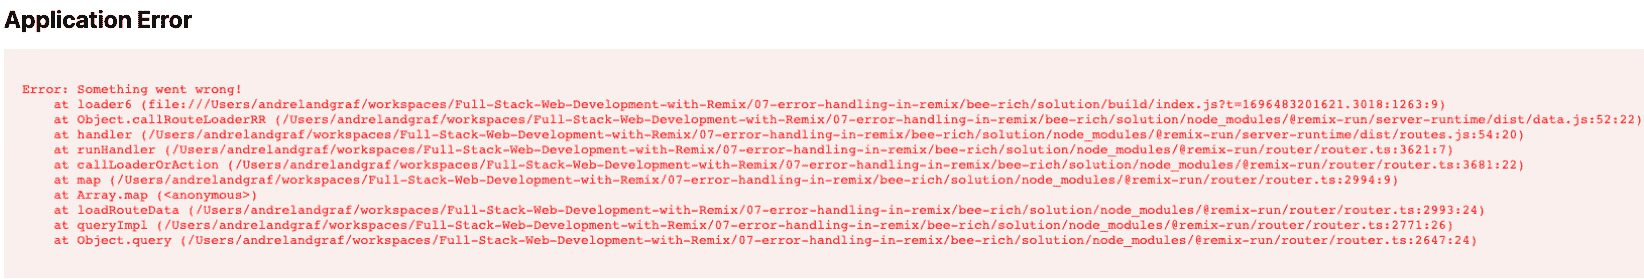 Application Error
Error: Something went wrong!
at loader6 (file:///Users/andrelandgraf/workspaces/Full-Stack-Web-Development-with-Remix/07-error-handling-in-remix/bee-rich/solution/build/index.js?t=1696483201621.3018:1263:9)
at Object.callRouteLoaderRR (/Users/andrelandgraf/workspaces/Full-Stack-Web-Development-with-Remix/07-error-handling-in-remix/bee-rich/solution/node_modules/@remix-run/server-runtime/dist/data.js:52:22)
at handler (/Users/andrelandgraf/workspaces/Full-Stack-Web-Development-with-Remix/07-error-handling-in-remix/bee-rich/solution/node_modules/@remix-run/server-runtime/dist/routes.js:54:20)
at runHandler (/Users/andrelandgraf/workspaces/Full-Stack-Web-Development-with-Remix/07-error-handling-in-remix/bee-rich/solution/node_modules/@remix-run/router/router.ts:3621:7)
at callLoaderOrAction (/Users/andrelandgraf/workspaces/Full-Stack-Web-Development-with-Remix/07-error-handling-in-remix/bee-rich/solution/node_modules/@remix-run/router/router.ts:3681:22)
at map (/Users/andrelandgraf/workspaces/Full-Stack-Web-Development-with-Remix/07-error-handling-in-remix/bee-rich/solution/node_modules/@remix-run/router/router.ts:2994:9)
at Array.map (<anonymous>)
at loadRouteData (/Users/andrelandgraf/workspaces/Full-Stack-Web-Development-with-Remix/07-error-handling-in-remix/bee-rich/solution/node_modules/@remix-run/router/router.ts:2993:24)
at queryImpl (/Users/andrelandgraf/workspaces/Full-Stack-Web-Development-with-Remix/07-error-handling-in-remix/bee-rich/solution/node_modules/@remix-run/router/router.ts:2771:26)
at Object.query (/Users/andrelandgraf/workspaces/Full-Stack-Web-Development-with-Remix/07-error-handling-in-remix/bee-rich/solution/node_modules/@remix-run/router/router.ts:2647:24)